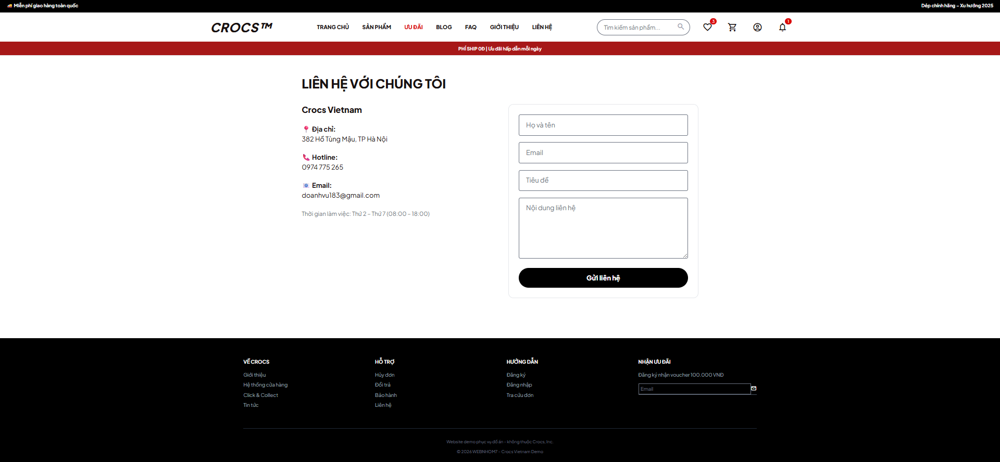 Miễn phí giao hàng toàn quốc
Dép chính hãng – Xu hướng 2025
CROCS™
TRANG CHỦ
SẢN PHẨM
ƯU ĐÃI
BLOG
FAQ
GIỚI THIỆU
LIÊN HỆ
Tìm kiếm sản phẩm...
3
1
PHÍ SHIP 0Đ | Ưu đãi hấp dẫn mỗi ngày
LIÊN HỆ VỚI CHÚNG TÔI
Crocs Vietnam
Địa chỉ:
382 Hồ Tùng Mậu, TP Hà Nội
Hotline:
0974 775 265
Email:
doanhvu183@gmail.com
Thời gian làm việc: Thứ 2 – Thứ 7 (08:00 – 18:00)
Họ và tên
Email
Tiêu đề
Nội dung liên hệ
Gửi liên hệ
VỀ CROCS
Giới thiệu
Hệ thống cửa hàng
Click & Collect
Tin tức
HỖ TRỢ
Hủy đơn
Đổi trả
Bảo hành
Liên hệ
HƯỚNG DẪN
Đăng ký
Đăng nhập
Tra cứu đơn
NHẬN ƯU ĐÃI
Đăng ký nhận voucher 100.000 VNĐ
Email
Website demo phục vụ đồ án – không thuộc Crocs, Inc.
© 2026 WEBNHOM7 – Crocs Vietnam Demo